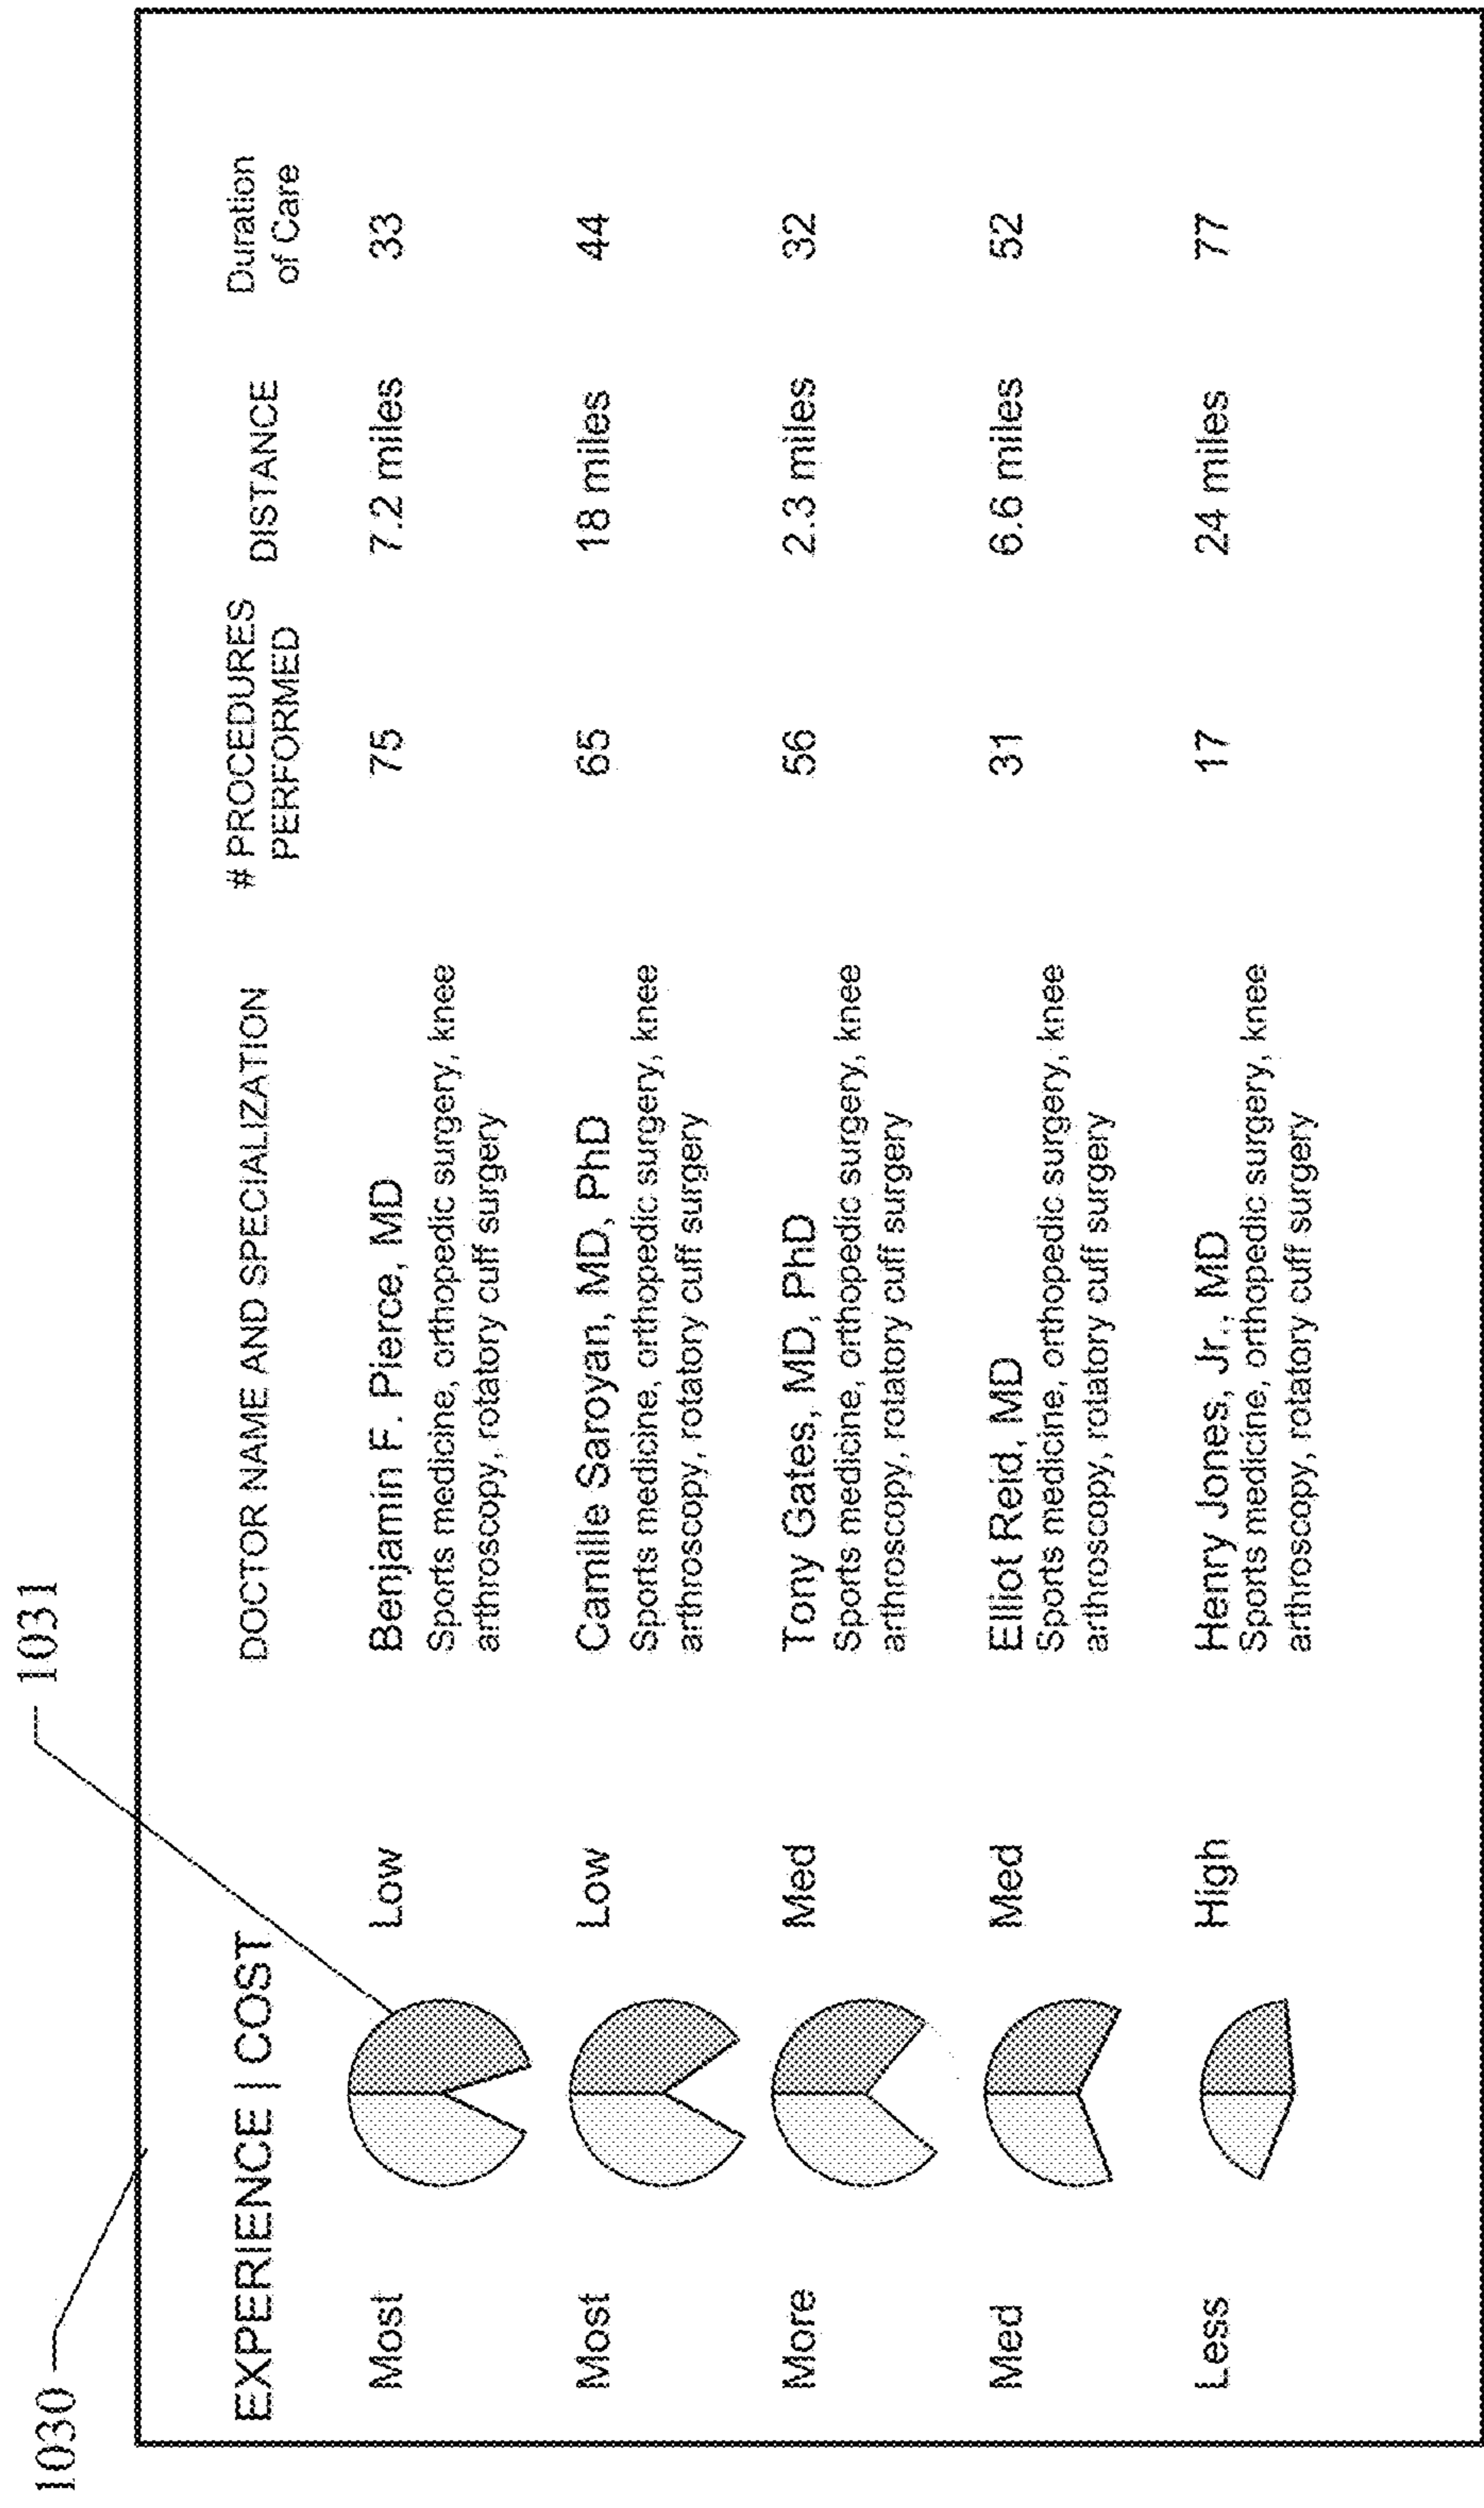 1030
1031
EXPERIENCE | COST
DOCTOR NAME AND SPECIALIZATION
# PROCEDURES
PERFORMED
DISTANCE
Duration
of Care
Most
Low
Benjamin F. Pierce, MD
Sports medicine, orthopedic surgery, knee
arthroscopy, rotatory cuff surgery
75
7.2 miles
33
Most
Low
Camille Saroyan, MD, PhD
Sports medicine, orthopedic surgery, knee
arthroscopy, rotatory cuff surgery
65
18 miles
44
More
Med
Tony Gates, MD, PhD
Sports medicine, orthopedic surgery, knee
arthroscopy, rotatory cuff surgery
56
2.3 miles
32
Med
Med
Elliot Reid, MD
Sports medicine, orthopedic surgery, knee
arthroscopy, rotatory cuff surgery
31
6.6 miles
52
Less
High
Henry Jones, Jr., MD
Sports medicine, orthopedic surgery, knee
arthroscopy, rotatory cuff surgery
17
24 miles
77